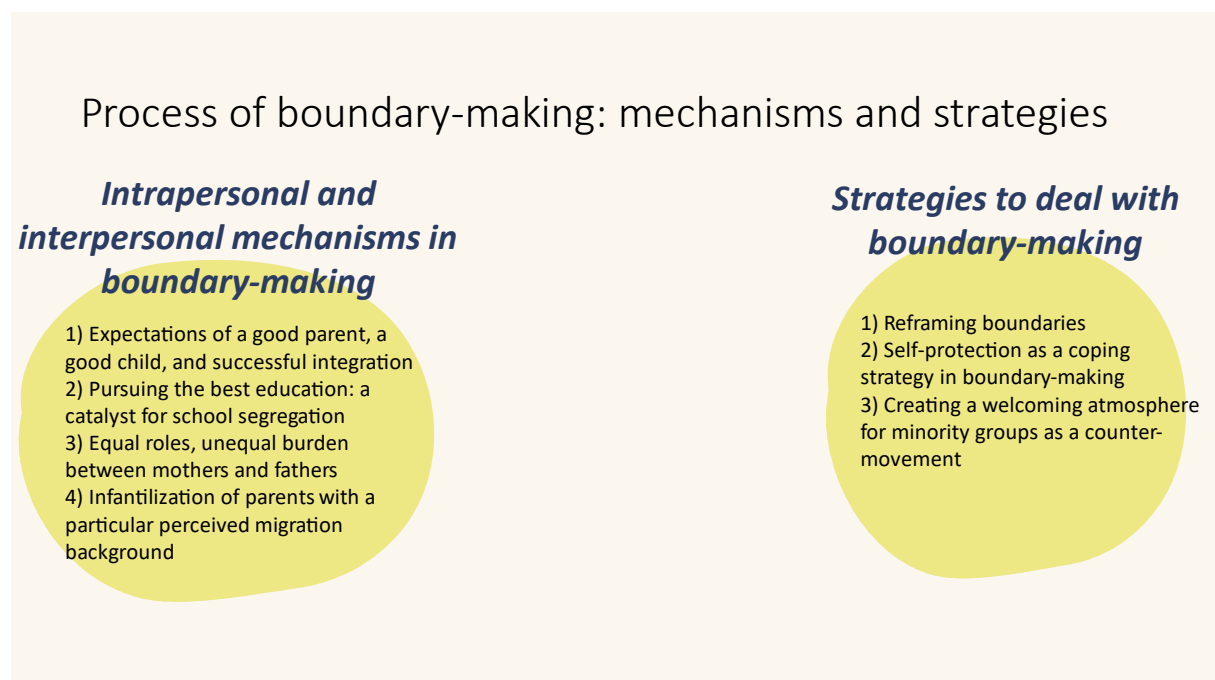 Process of boundary-making: mechanisms and strategies
Intrapersonal and
interpersonal mechanisms in
boundary-making
1) Expectations of a good parent, a
good child, and successful integration
2) Pursuing the best education: a
catalyst for school segregation
3) Equal roles, unequal burden
between mothers and fathers
4) Infantilization of parents with a
particular perceived migration
background
Strategies to deal with
boundary-making
1) Reframing boundaries
2) Self-protection as a coping
strategy in boundary-making
3) Creating a welcoming atmosphere
for minority groups as a counter-
movement